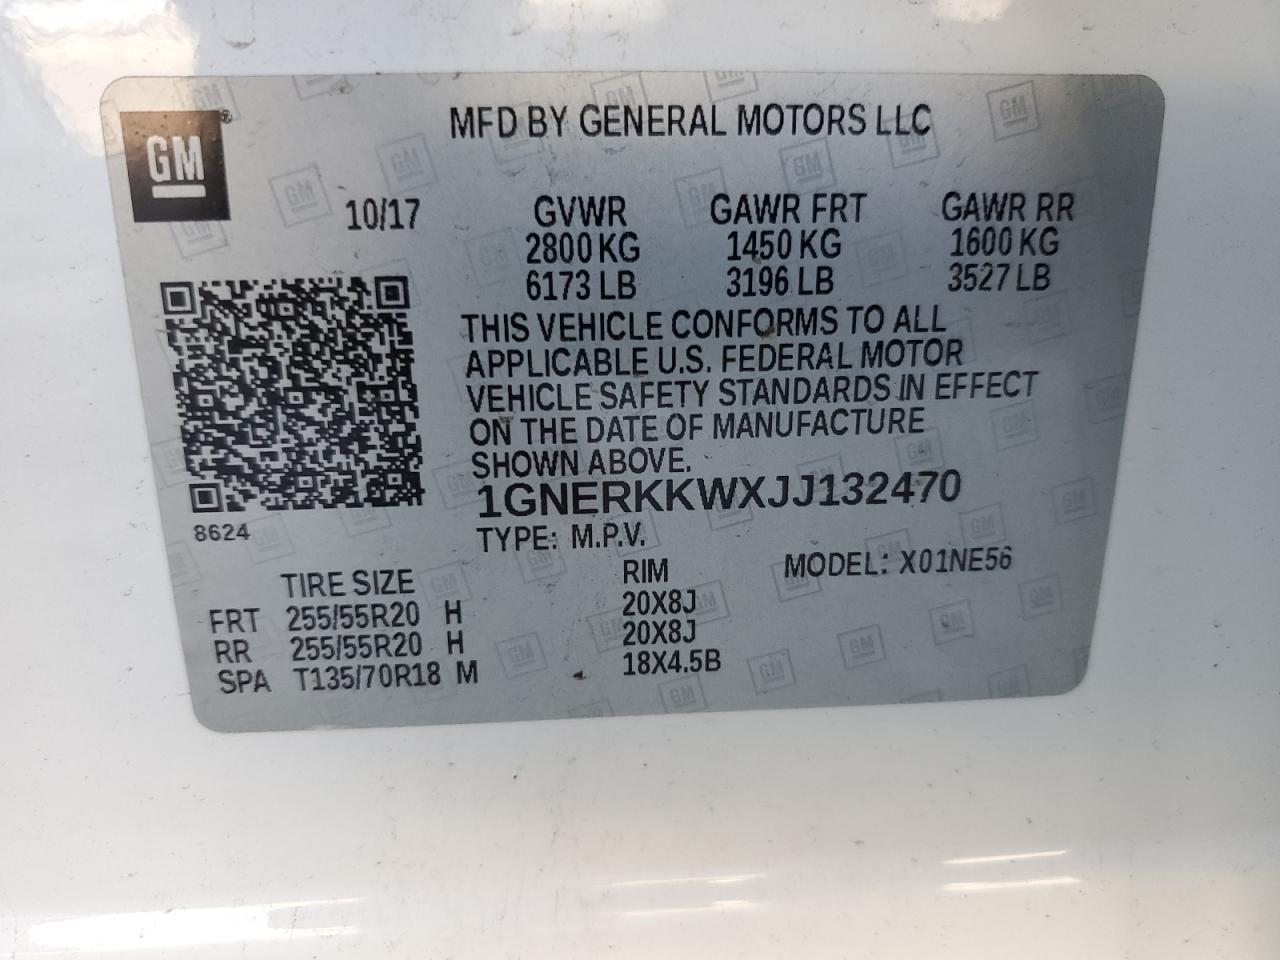 MFD BY GENERAL MOTORS LLC
GM
10/17
GVWR GAWR FRT GAWR RR
2800 KG 1450 KG 1600 KG
6173 LB 3196 LB 3527 LB
THIS VEHICLE CONFORMS TO ALL
APPLICABLE U.S. FEDERAL MOTOR
VEHICLE SAFETY STANDARDS IN EFFECT
ON THE DATE OF MANUFACTURE
SHOWN ABOVE.
1GNERKKWXJJ132470
8624
TYPE: M.P.V. MODEL: X01NE56
TIRE SIZE RIM
FRT 255/55R20 H 20X8J
RR 255/55R20 H 20X8J
SPA T135/70R18 M 18X4.5B